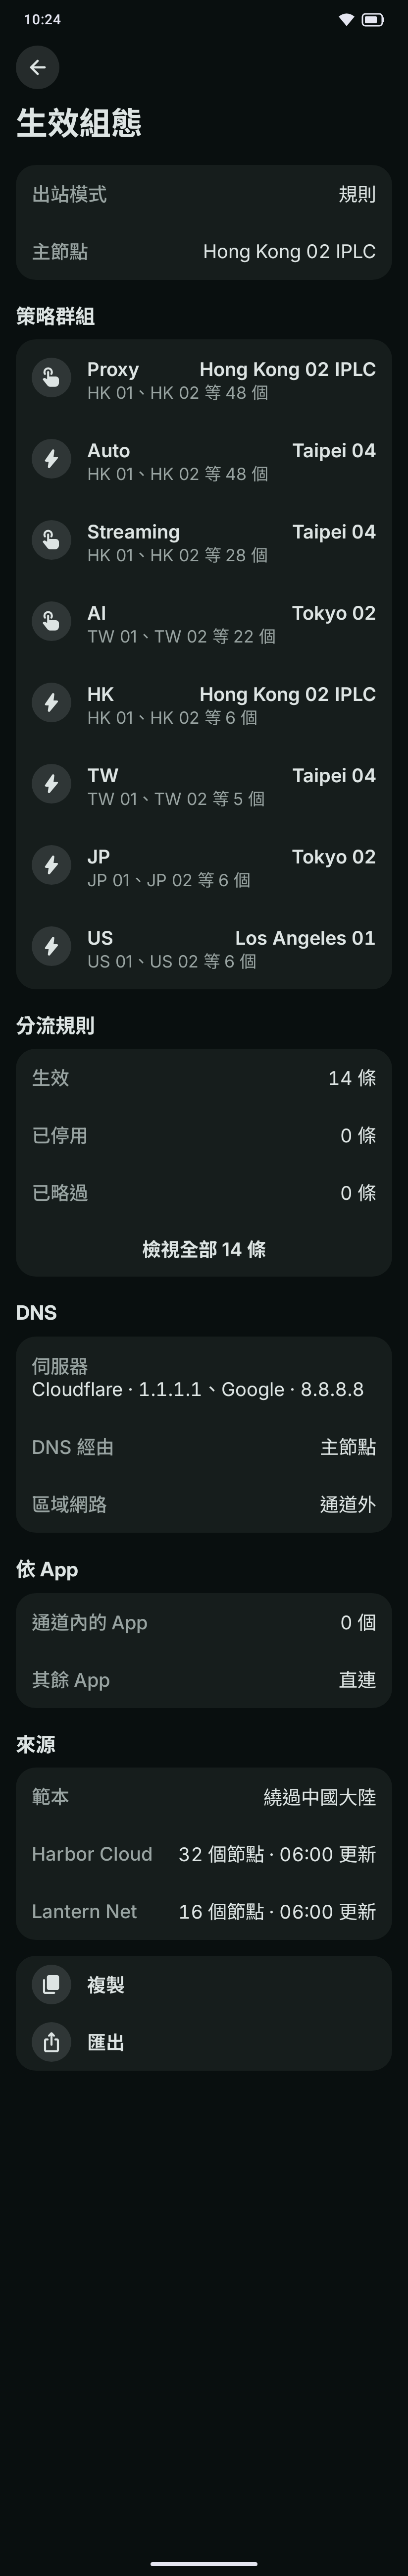 10:24
生效組態
出站模式 規則
主節點 Hong Kong 02 IPLC
策略群組
Proxy Hong Kong 02 IPLC
HK 01、HK 02 等 48 個
Auto Taipei 04
HK 01、HK 02 等 48 個
Streaming Taipei 04
HK 01、HK 02 等 28 個
AI Tokyo 02
TW 01、TW 02 等 22 個
HK Hong Kong 02 IPLC
HK 01、HK 02 等 6 個
TW Taipei 04
TW 01、TW 02 等 5 個
JP Tokyo 02
JP 01、JP 02 等 6 個
US Los Angeles 01
US 01、US 02 等 6 個
分流規則
生效 14 條
已停用 0 條
已略過 0 條
檢視全部 14 條
DNS
伺服器
Cloudflare · 1.1.1.1、Google · 8.8.8.8
DNS 經由 主節點
區域網路 通道外
依 App
通道內的 App 0 個
其餘 App 直連
來源
範本 繞過中國大陸
Harbor Cloud 32 個節點 · 06:00 更新
Lantern Net 16 個節點 · 06:00 更新
複製
匯出